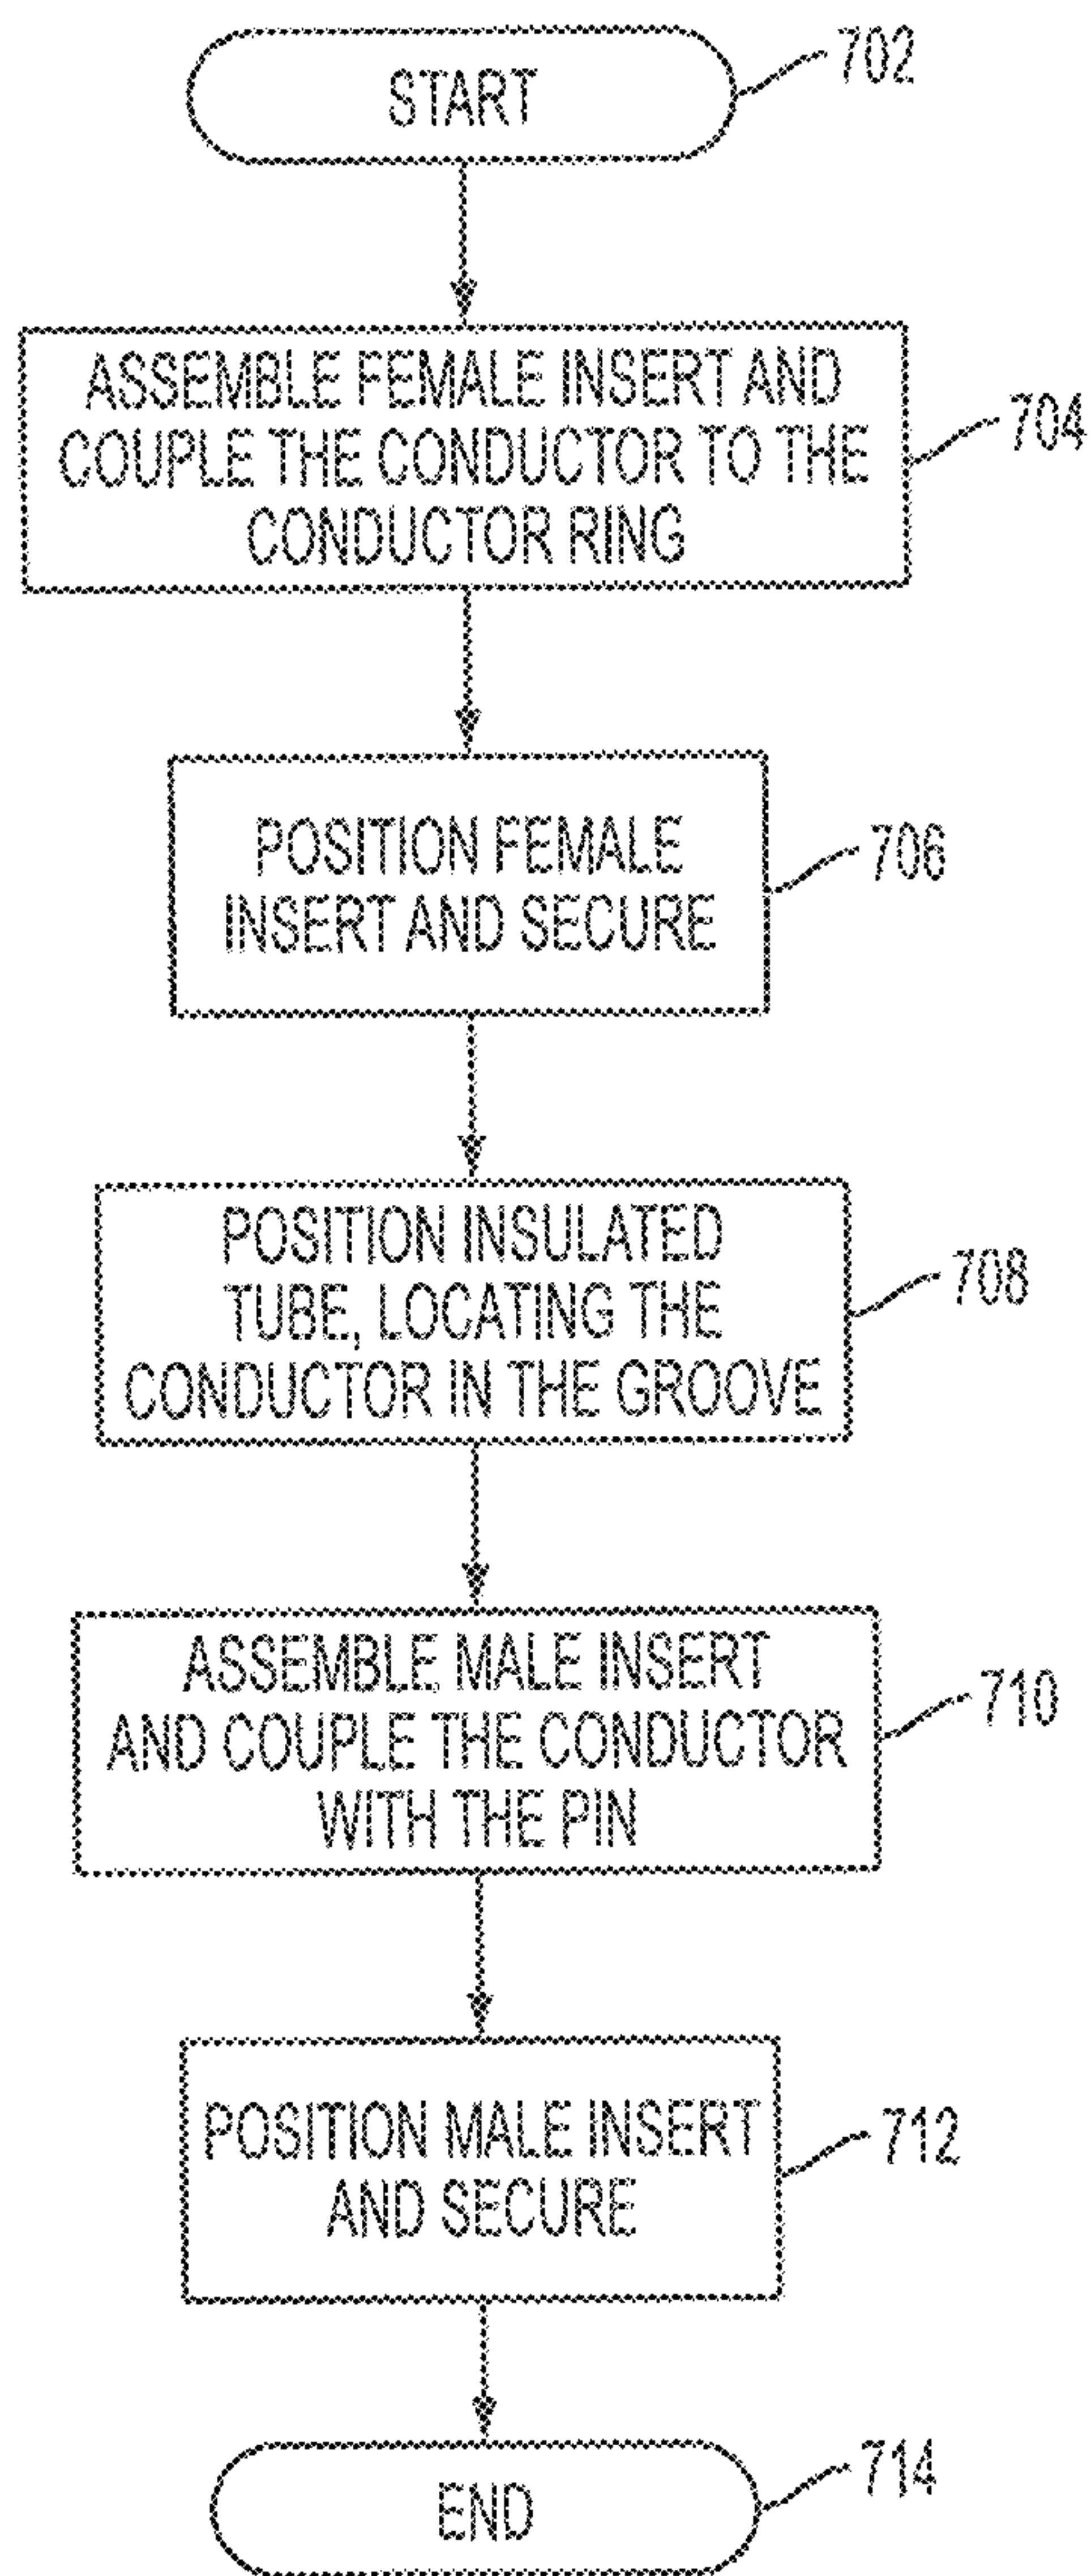 START
702
ASSEMBLE FEMALE INSERT AND
COUPLE THE CONDUCTOR TO THE
CONDUCTOR RING
704
POSITION FEMALE
INSERT AND SECURE
706
POSITION INSULATED
TUBE, LOCATING THE
CONDUCTOR IN THE GROOVE
708
ASSEMBLE MALE INSERT
AND COUPLE THE CONDUCTOR
WITH THE PIN
710
POSITION MALE INSERT
AND SECURE
712
END
714